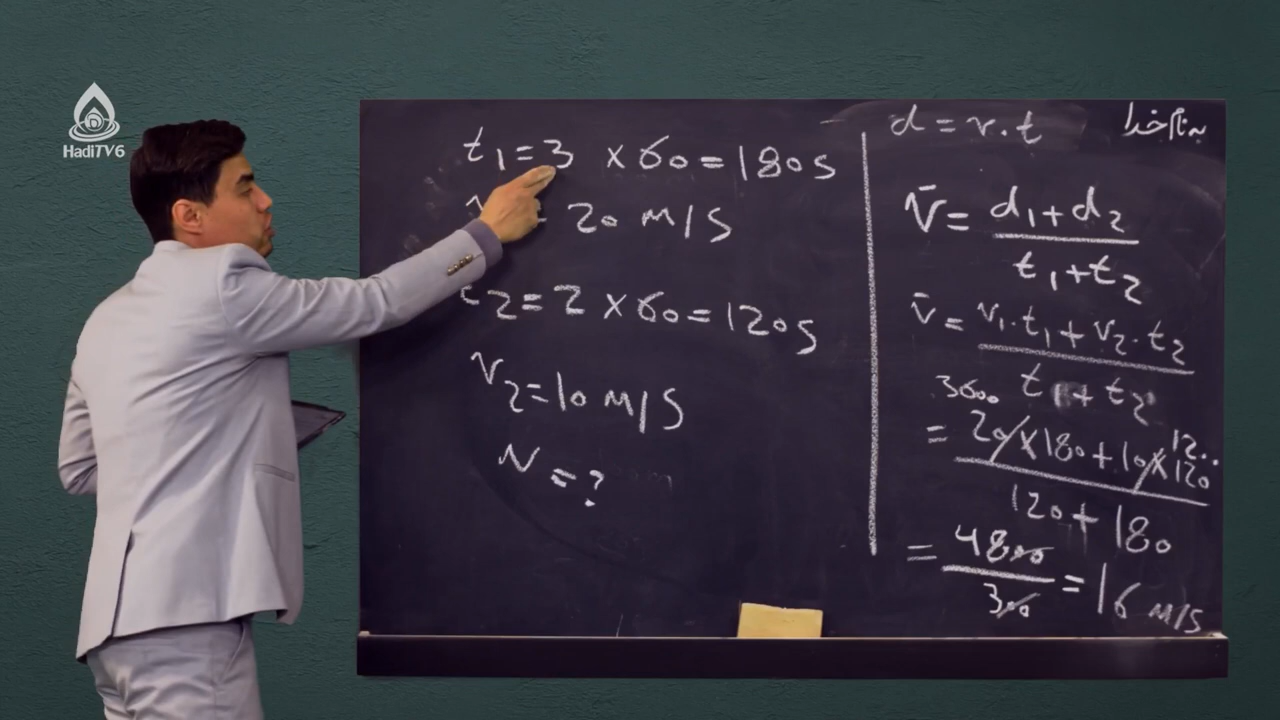 HadiTV6
t₁=3 ×60=180s
= 20 m/s
t₂=2×60=120s
v₂=10 m/s
v̄=?
به نام خدا
d=v.t
v̄= d₁+d₂ / t₁+t₂
v̄= v₁.t₁+v₂.t₂ / t₁+t₂
3600 1200
= 20×180+10×120 / 120+180
= 4800 / 300 = 16 m/s